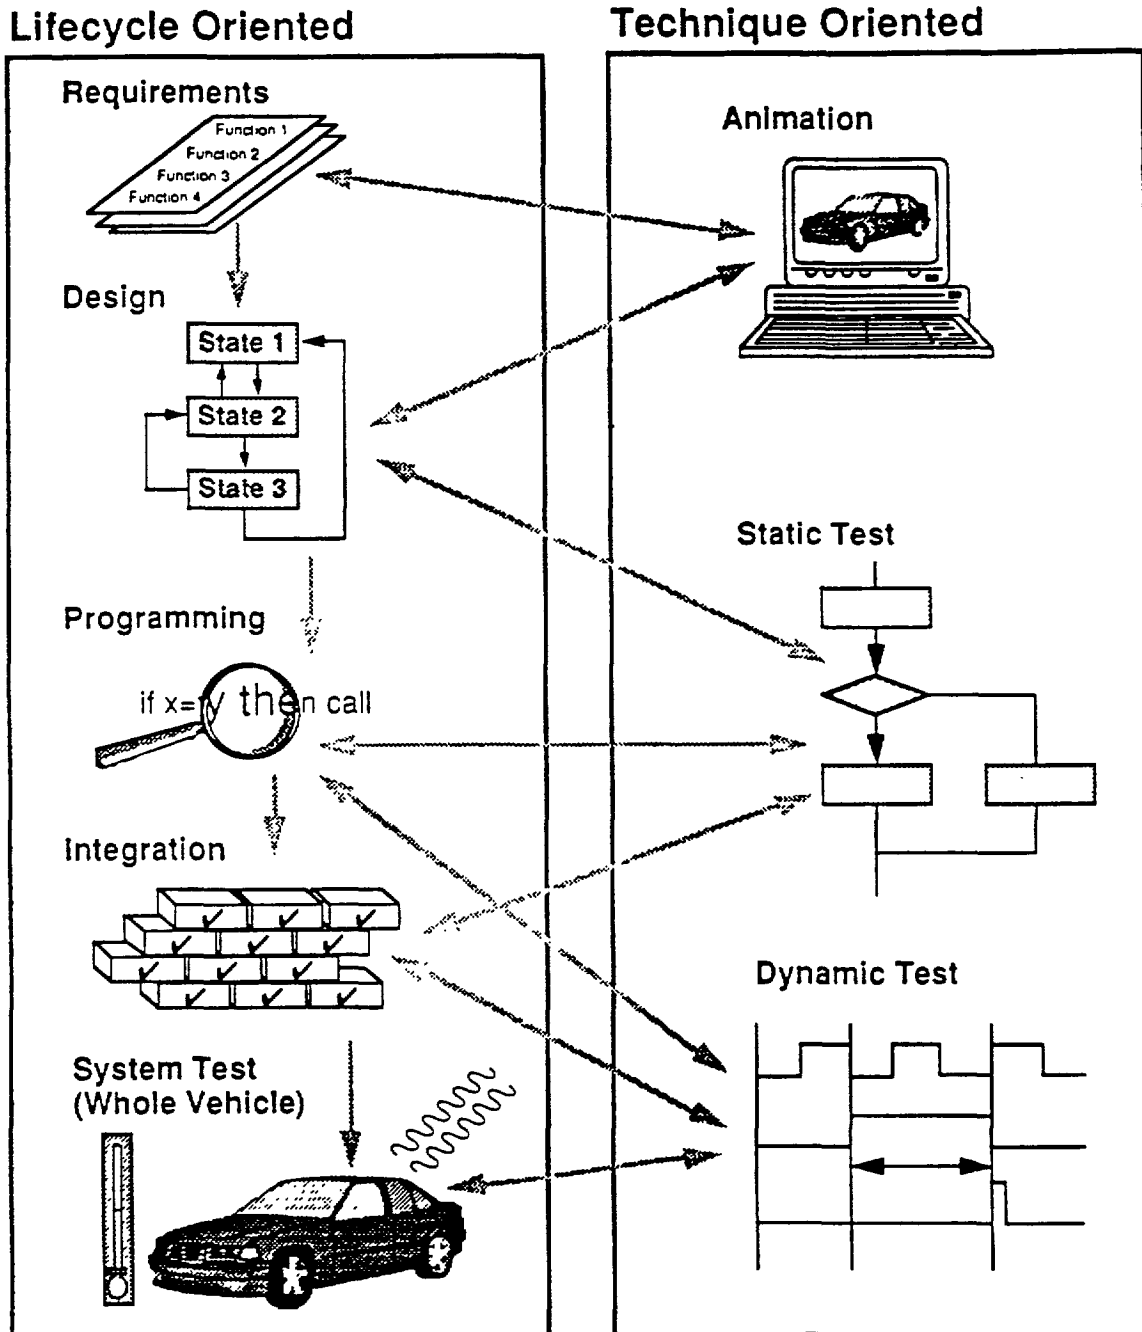 Lifecycle Oriented
Requirements
Function 1
Function 2
Function 3
Function 4
Design
State 1
State 2
State 3
Programming
if x=y then call
Integration
System Test
(Whole Vehicle)
Technique Oriented
Animation
Static Test
Dynamic Test